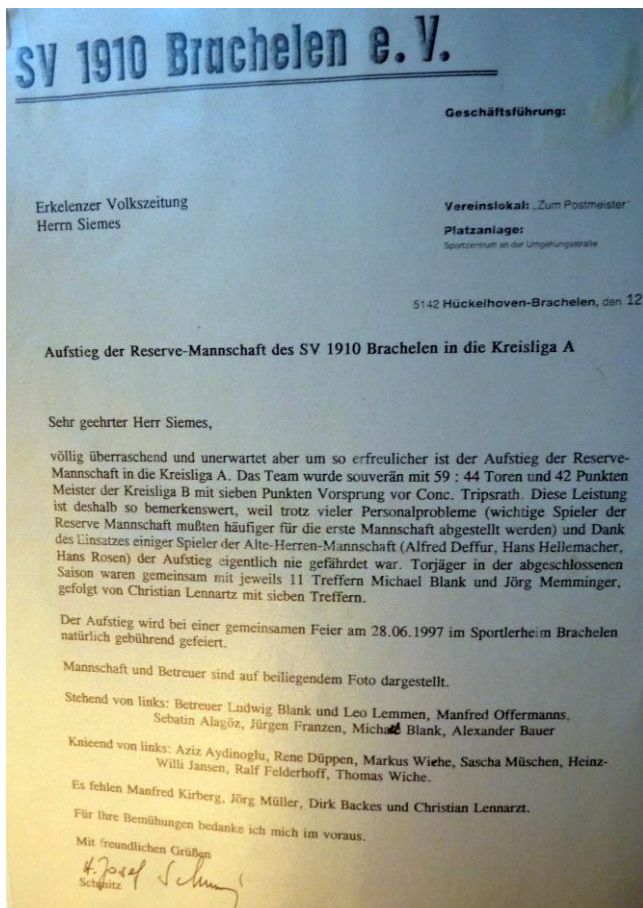 SV 1910 Brachelen e. V.
Geschäftsführung:
Erkelenzer Volkszeitung
Herrn Siemes
Vereinslokal: „Zum Postmeister“
Platzanlage:
Sportzentrum an der Umgehungsstraße
5142 Hückelhoven-Brachelen, den 12
Aufstieg der Reserve-Mannschaft des SV 1910 Brachelen in die Kreisliga A
Sehr geehrter Herr Siemes,
völlig überraschend und unerwartet aber um so erfreulicher ist der Aufstieg der Reserve-
Mannschaft in die Kreisliga A. Das Team wurde souverän mit 59 : 44 Toren und 42 Punkten
Meister der Kreisliga B mit sieben Punkten Vorsprung vor Conc. Tripsrath. Diese Leistung
ist deshalb so bemerkenswert, weil trotz vieler Personalprobleme (wichtige Spieler der
Reserve Mannschaft mußten häufiger für die erste Mannschaft abgestellt werden) und Dank
des Einsatzes einiger Spieler der Alte-Herren-Mannschaft (Alfred Deffur, Hans Hellemacher,
Hans Rosen) der Aufstieg eigentlich nie gefährdet war. Torjäger in der abgeschlossenen
Saison waren gemeinsam mit jeweils 11 Treffern Michael Blank und Jörg Memminger,
gefolgt von Christian Lennartz mit sieben Treffern.
Der Aufstieg wird bei einer gemeinsamen Feier am 28.06.1997 im Sportlerheim Brachelen
natürlich gebührend gefeiert.
Mannschaft und Betreuer sind auf beiliegendem Foto dargestellt.
Stehend von links: Betreuer Ludwig Blank und Leo Lemmen, Manfred Offermanns,
Sebatin Alagöz, Jürgen Franzen, Michael Blank, Alexander Bauer
Knieend von links: Aziz Aydinoglu, Rene Düppen, Markus Wiehe, Sascha Müschen, Heinz-
Willi Jansen, Ralf Felderhoff, Thomas Wiche.
Es fehlen Manfred Kirberg, Jörg Müller, Dirk Backes und Christian Lennarzt.
Für Ihre Bemühungen bedanke ich mich im voraus.
Mit freundlichen Grüßen
H. Josef Schmitz
Schmitz